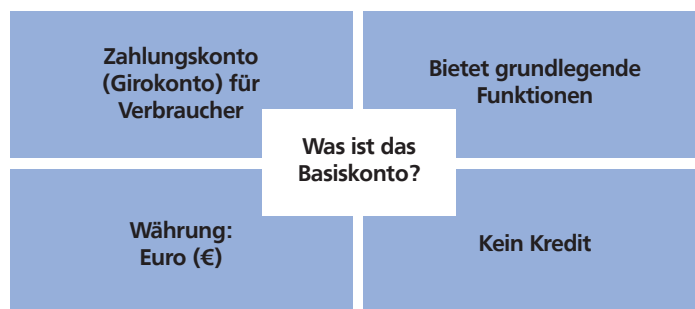 Zahlungskonto
(Girokonto) für
Verbraucher
Bietet grundlegende
Funktionen
Was ist das
Basiskonto?
Währung:
Euro (€)
Kein Kredit